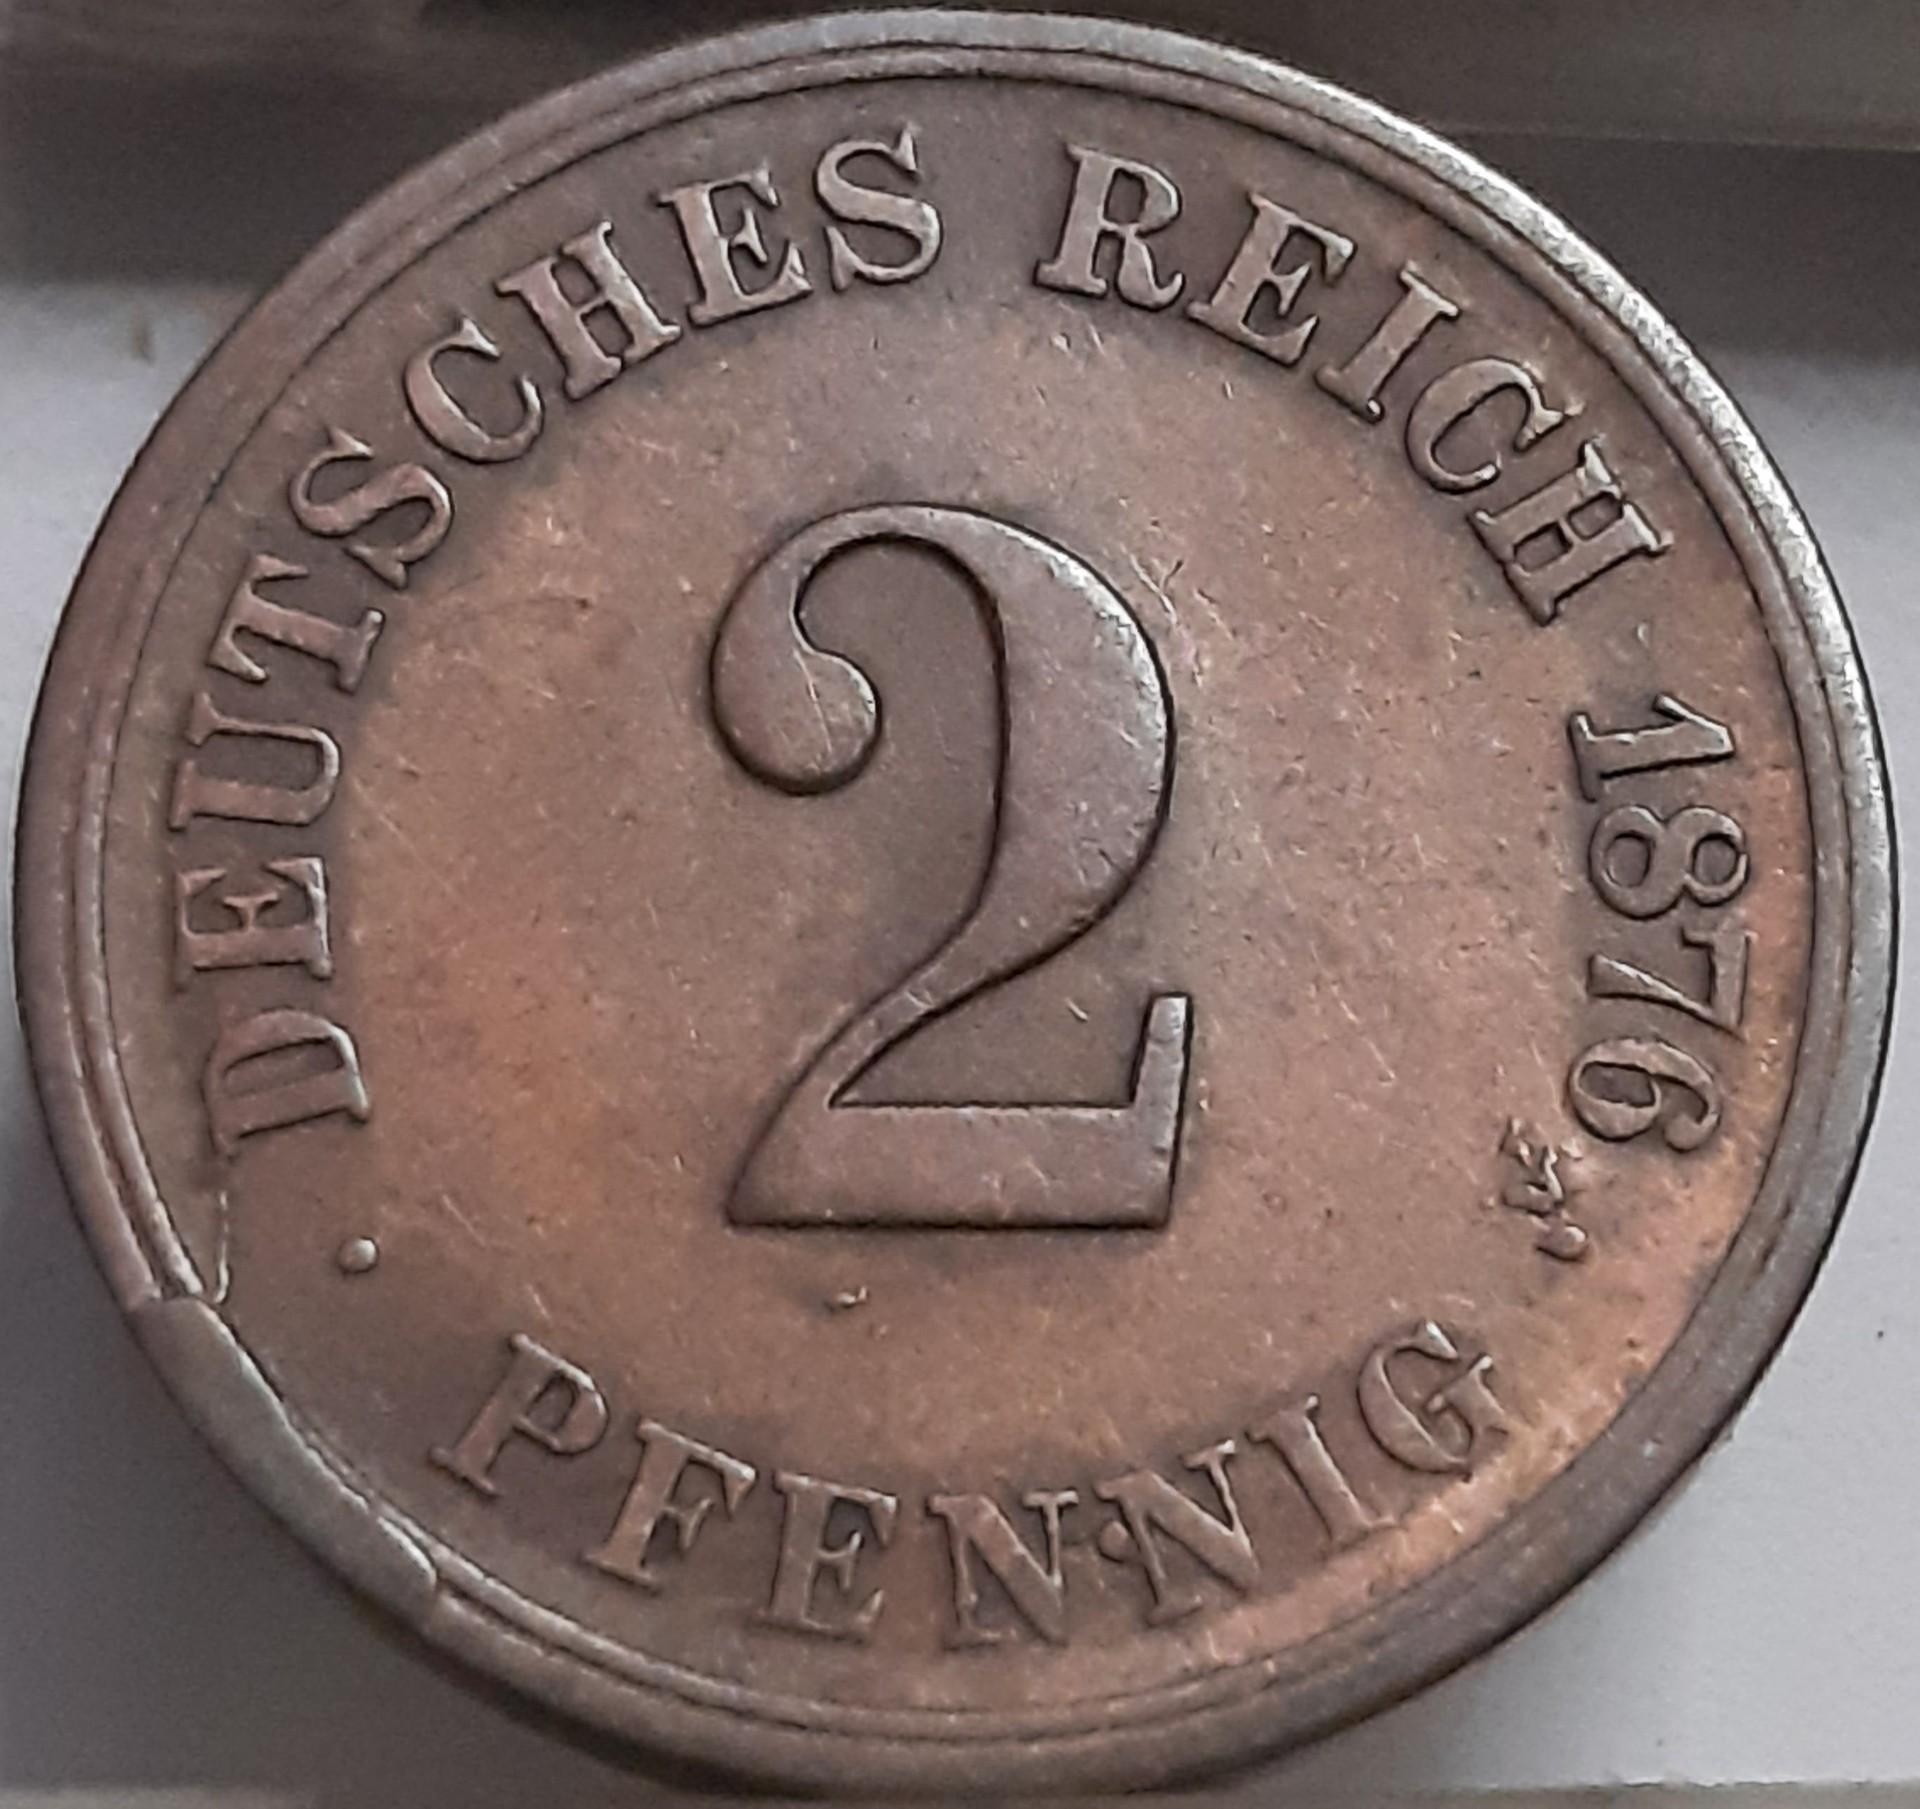 DEUTSCHES REICH 1876
2
PFENNIG